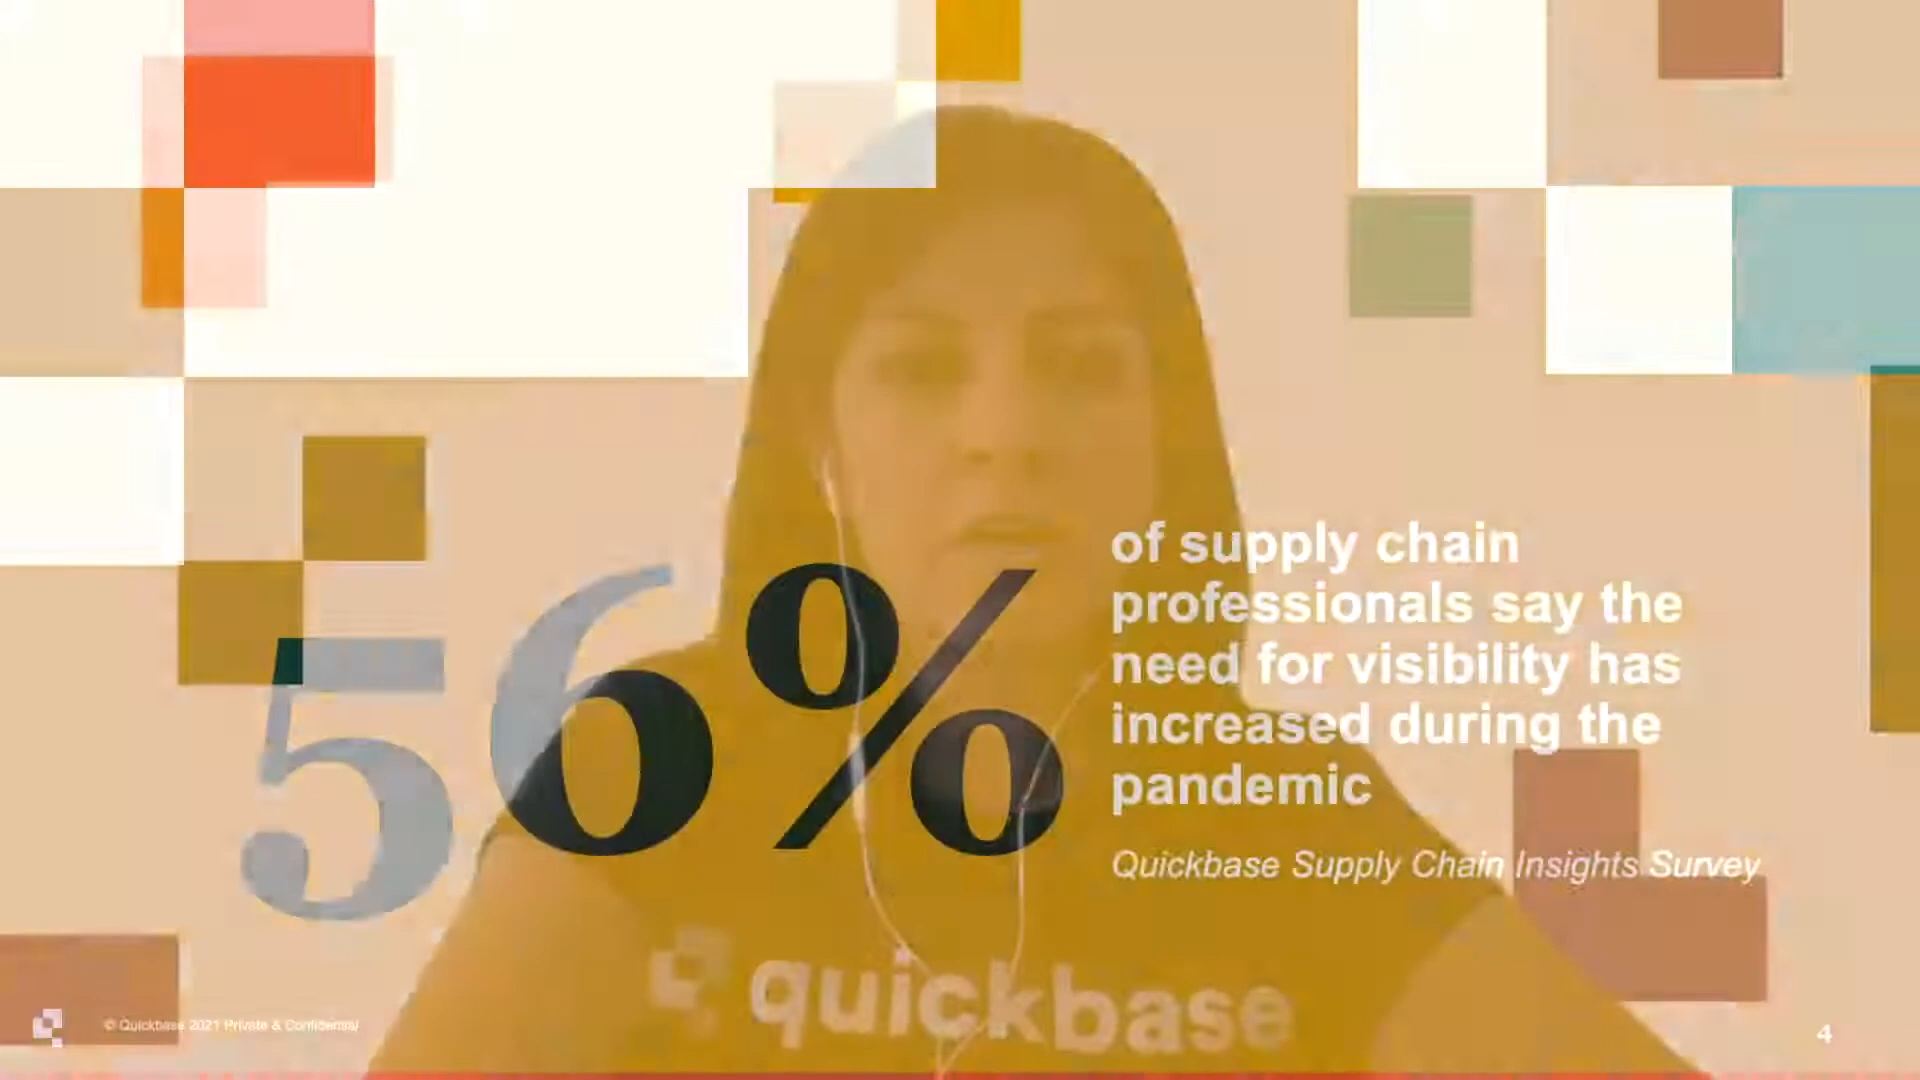 56%
of supply chain
professionals say the
need for visibility has
increased during the
pandemic
Quickbase Supply Chain Insights Survey
quickbase
© Quickbase 2021 Private & Confidential
4